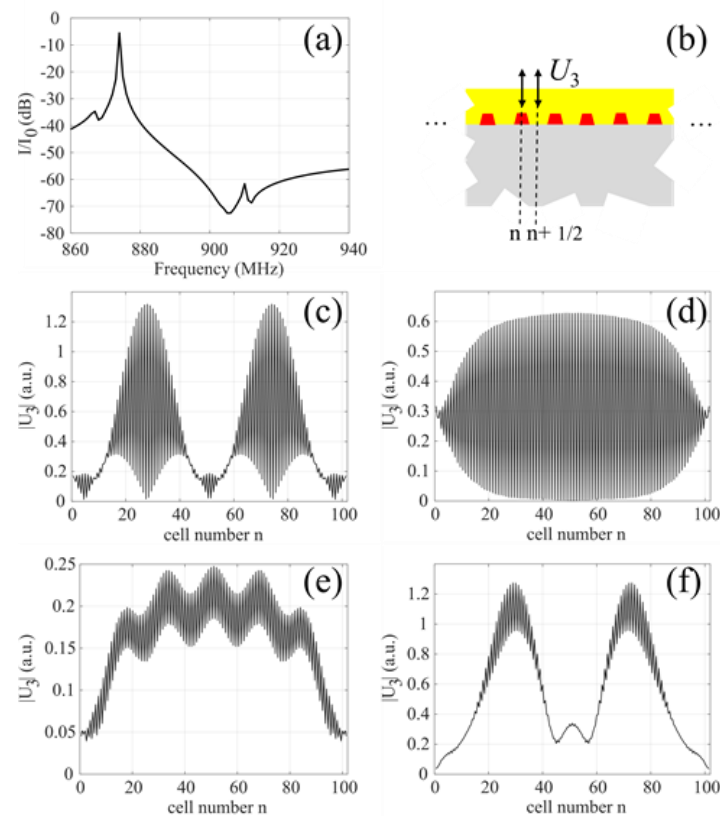 (a)
0
-10
-20
-30
-40
-50
-60
-70
-80
I/I0 (dB)
860 880 900 920 940
Frequency (MHz)
(b)
U3
... ...
n n+ 1/2
(c)
1.2
1
0.8
0.6
0.4
0.2
0
|U3| (a.u.)
0 20 40 60 80 100
cell number n
(d)
0.6
0.5
0.4
0.3
0.2
0.1
0
|U3| (a.u.)
0 20 40 60 80 100
cell number n
(e)
0.25
0.2
0.15
0.1
0.05
0
|U3| (a.u.)
0 20 40 60 80 100
cell number n
(f)
1.2
1
0.8
0.6
0.4
0.2
0
|U3| (a.u.)
0 20 40 60 80 100
cell number n